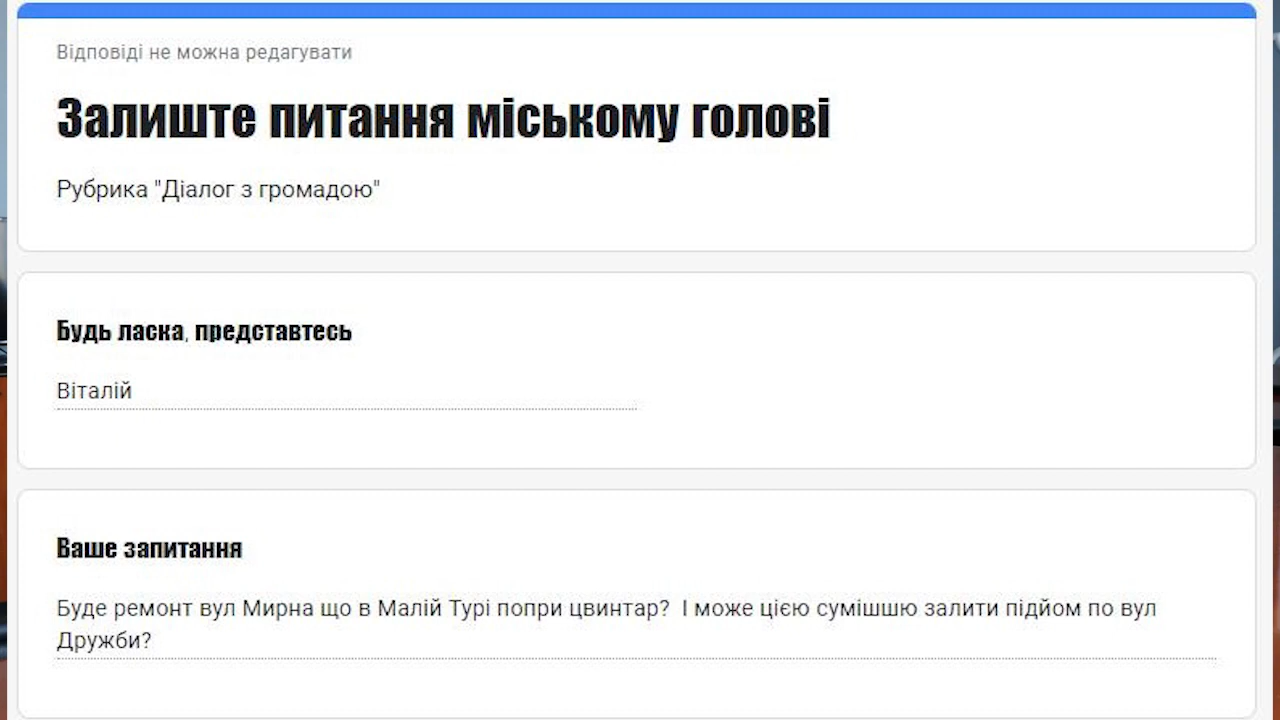 Відповіді не можна редагувати
Залиште питання міському голові
Рубрика "Діалог з громадою"
Будь ласка, представтесь
Віталій
Ваше запитання
Буде ремонт вул Мирна що в Малій Турі попри цвинтар?  І може цією сумішшю залити підйом по вул
Дружби?